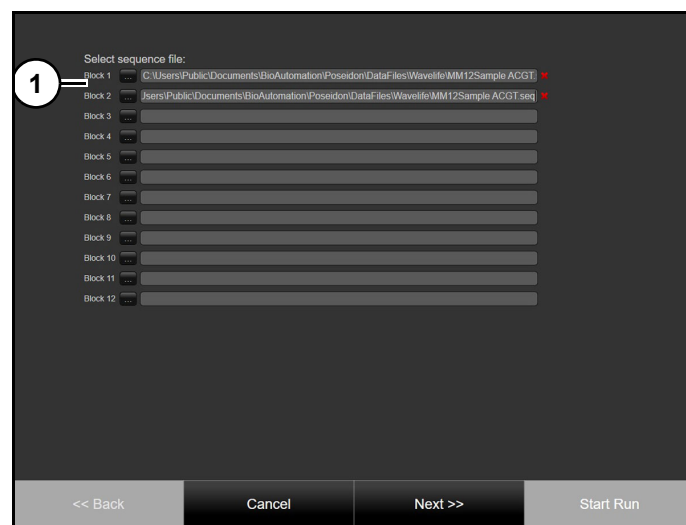 Select sequence file:
1
Block 1 ... C:\Users\Public\Documents\BioAutomation\Poseidon\DataFiles\Wavelife\MM12Sample ACGT.
Block 2 ... Jsers\Public\Documents\BioAutomation\Poseidon\DataFiles\Wavelife\MM12Sample ACGT.seq
Block 3 ...
Block 4 ...
Block 5 ...
Block 6 ...
Block 7 ...
Block 8 ...
Block 9 ...
Block 10 ...
Block 11 ...
Block 12 ...
<< Back Cancel Next >> Start Run